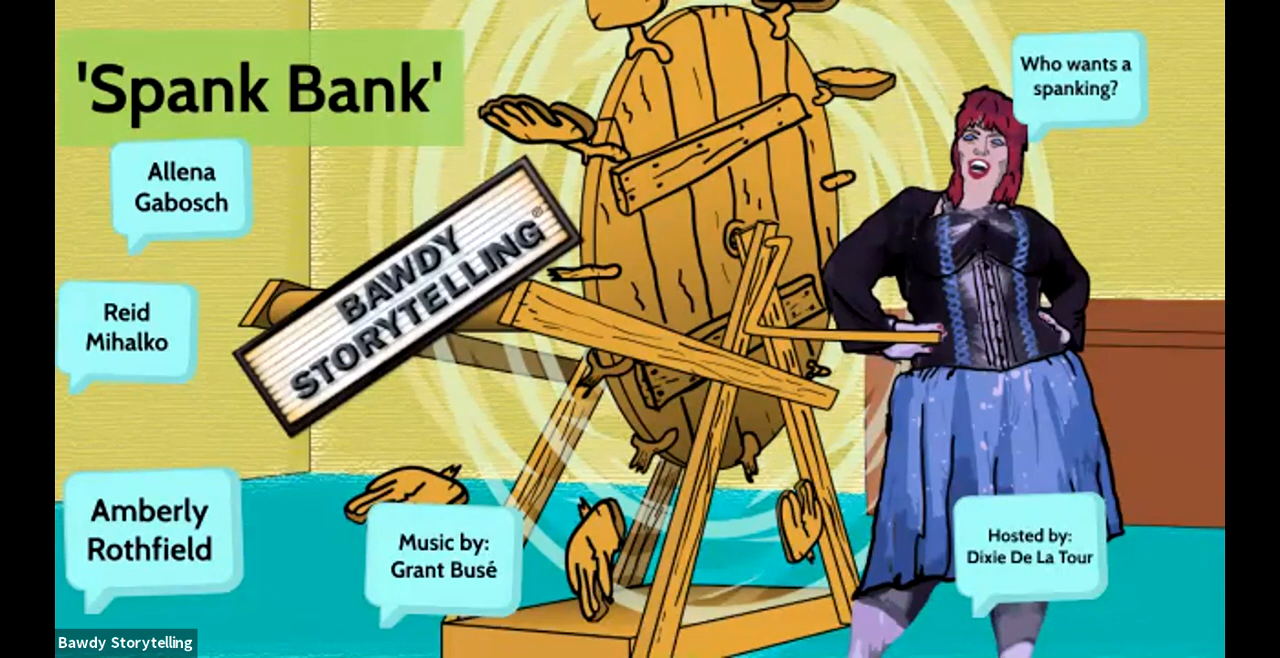 'Spank Bank'
Who wants a
spanking?
Allena
Gabosch
BAWDY
STORYTELLING®
Reid
Mihalko
Amberly
Rothfield
Music by:
Grant Busé
Hosted by:
Dixie De La Tour
Bawdy Storytelling